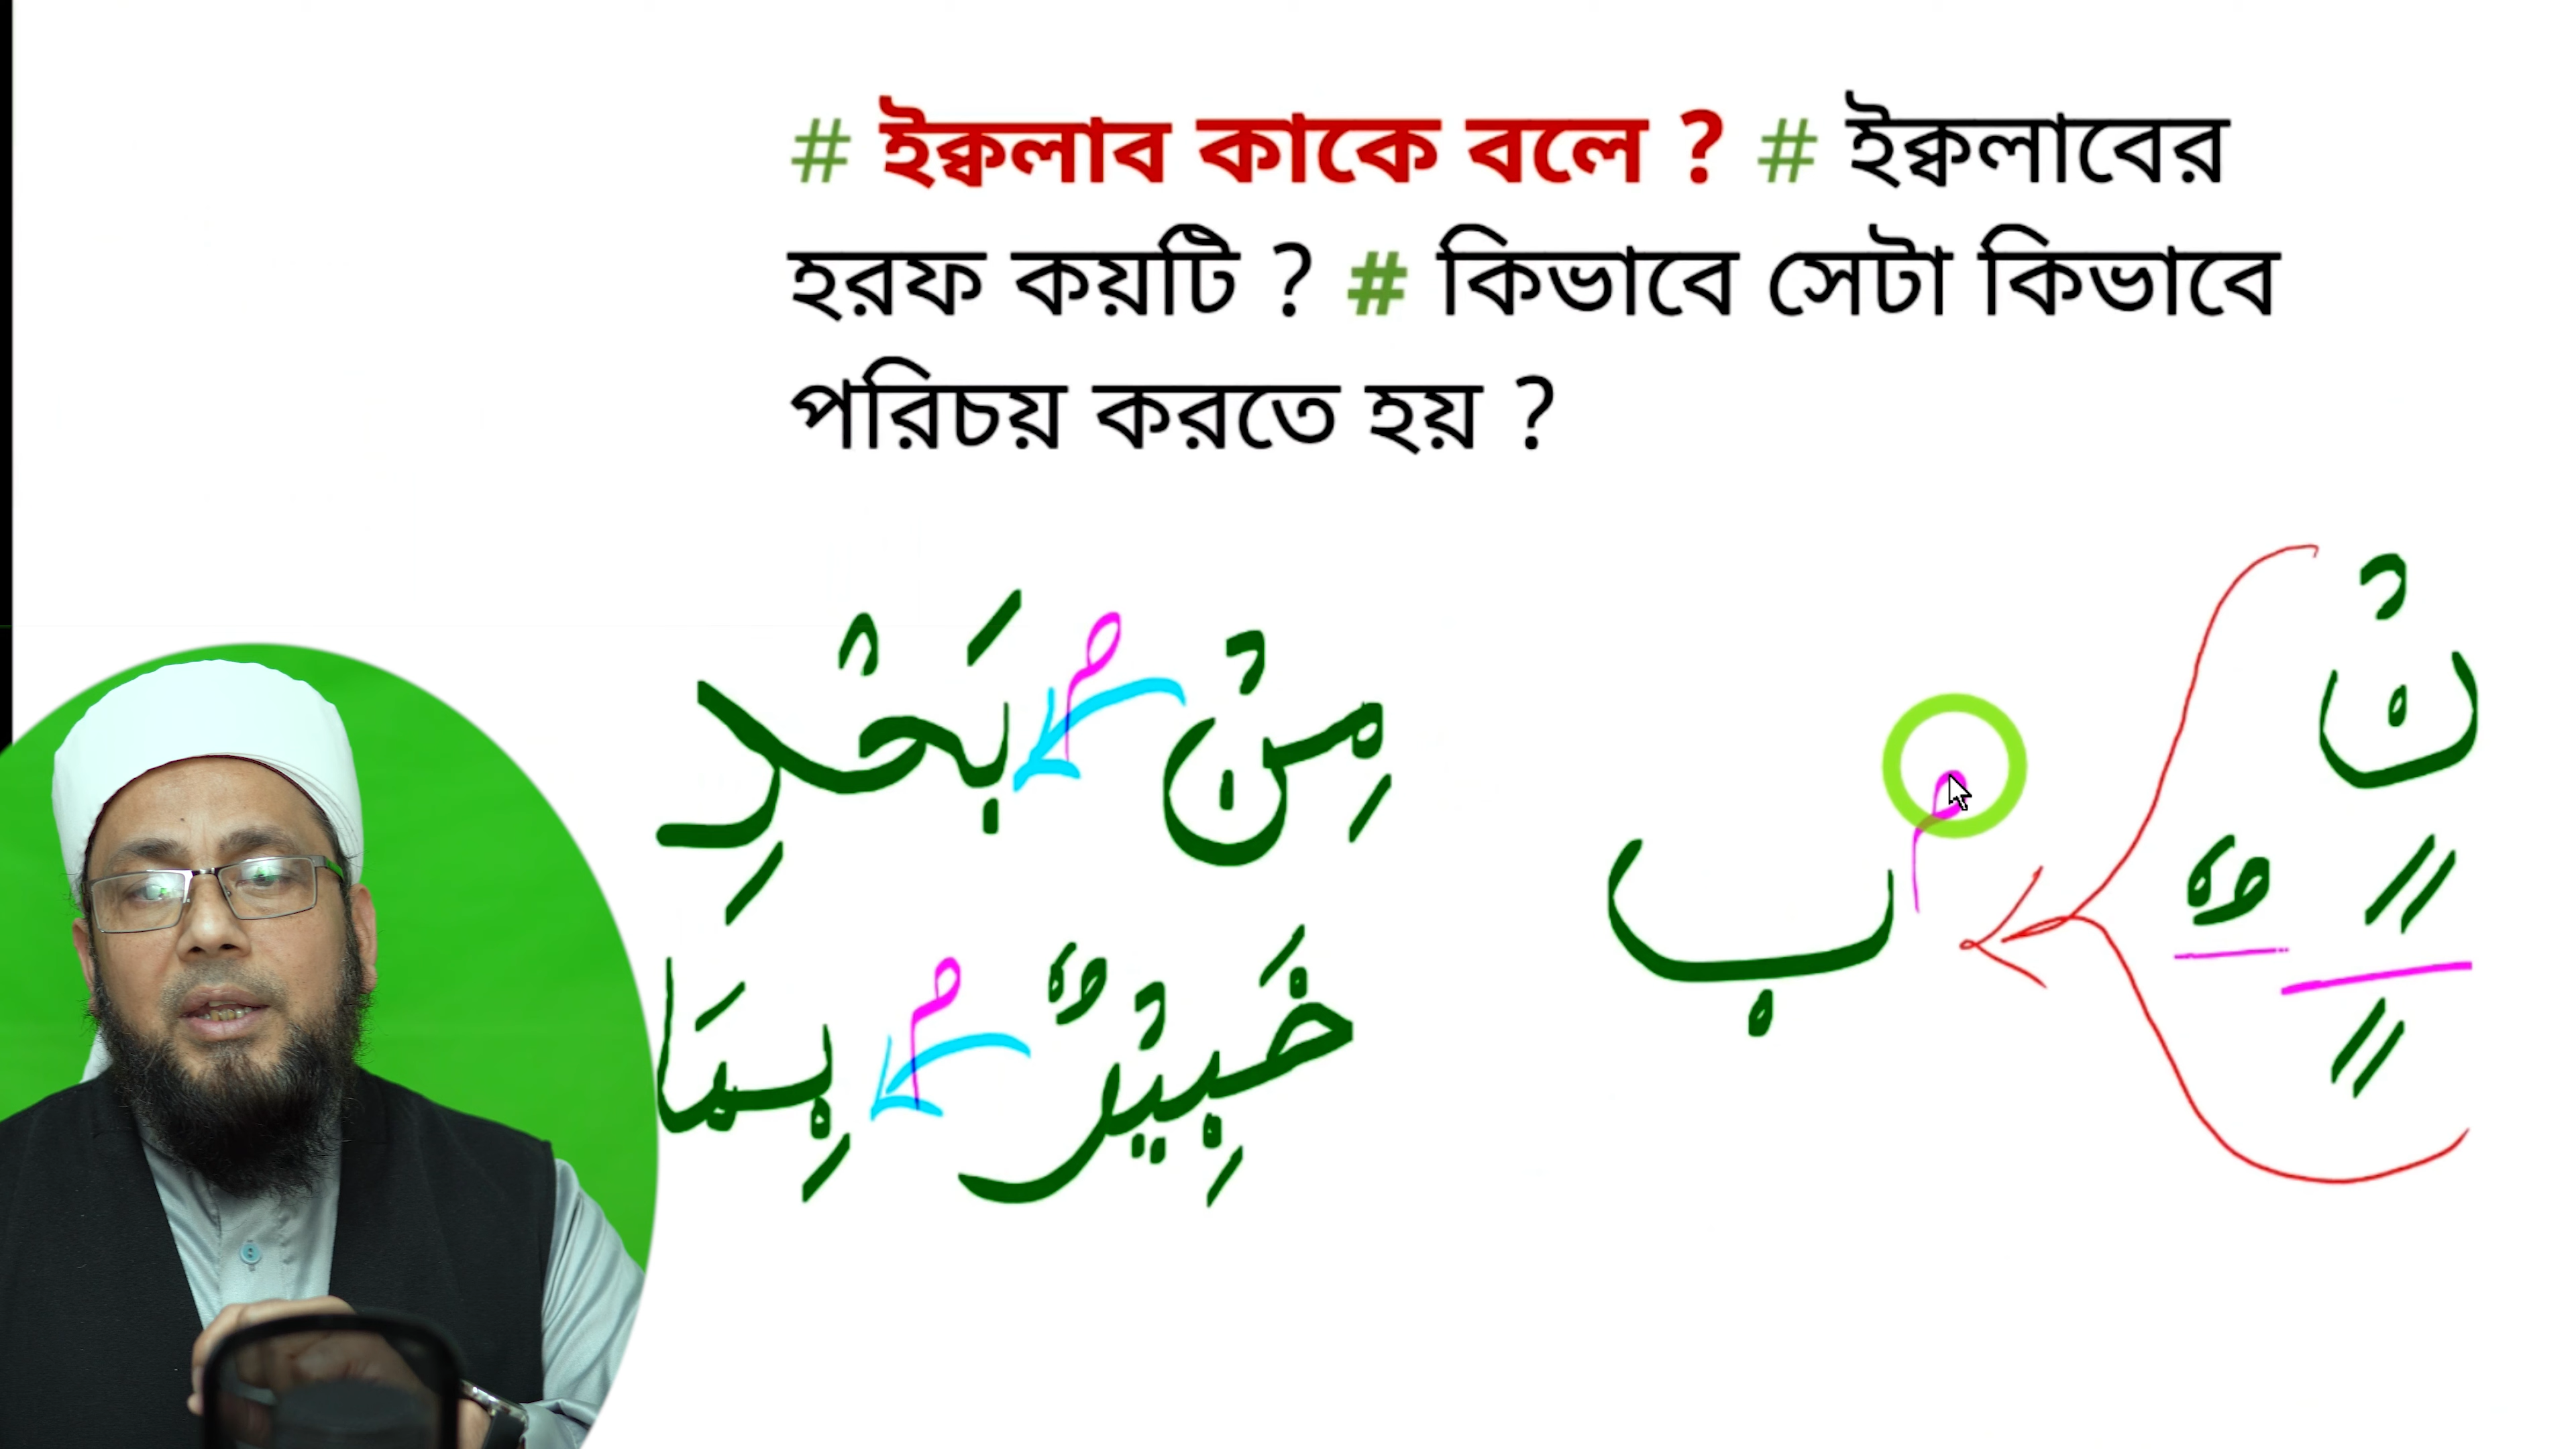 # ইক্বলাব কাকে বলে ? # ইক্বলাবের
হরফ কয়টি ? # কিভাবে সেটা কিভাবে
পরিচয় করতে হয় ?
نْ
ـً ـٌ ـٍ
م ب
مِنْ م بَعْدِ
خَبِيْرٌ م بِمَا